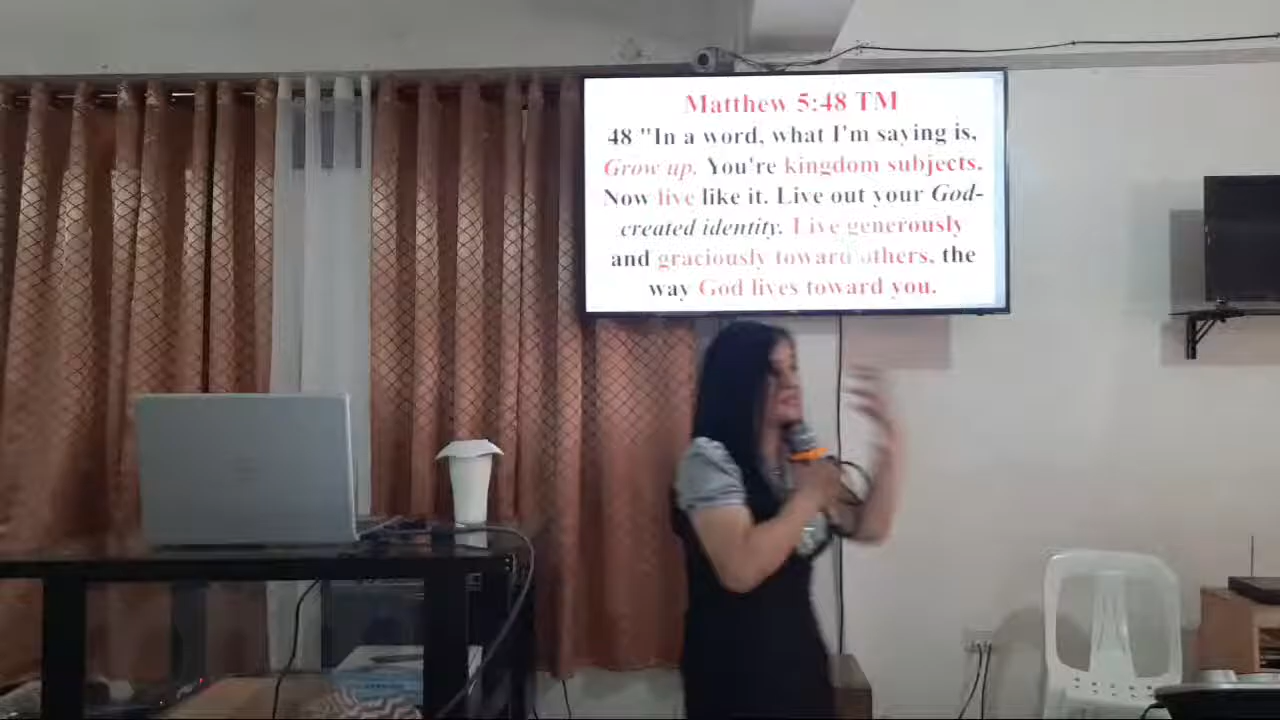 Matthew 5:48 TM
48 "In a word, what I'm saying is,
Grow up. You're kingdom subjects.
Now live like it. Live out your God-
created identity. Live generously
and graciously toward others, the
way God lives toward you.